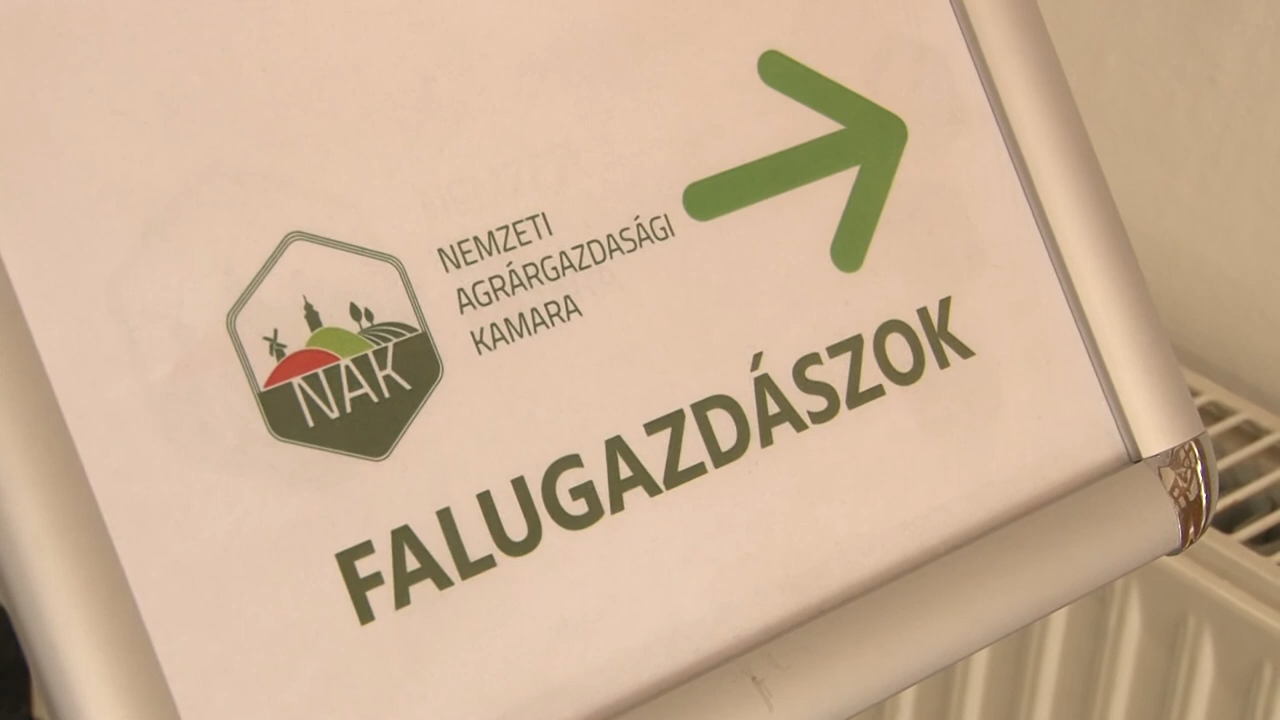 NEMZETI
AGRÁRGAZDASÁGI
KAMARA
NAK
FALUGAZDÁSZOK